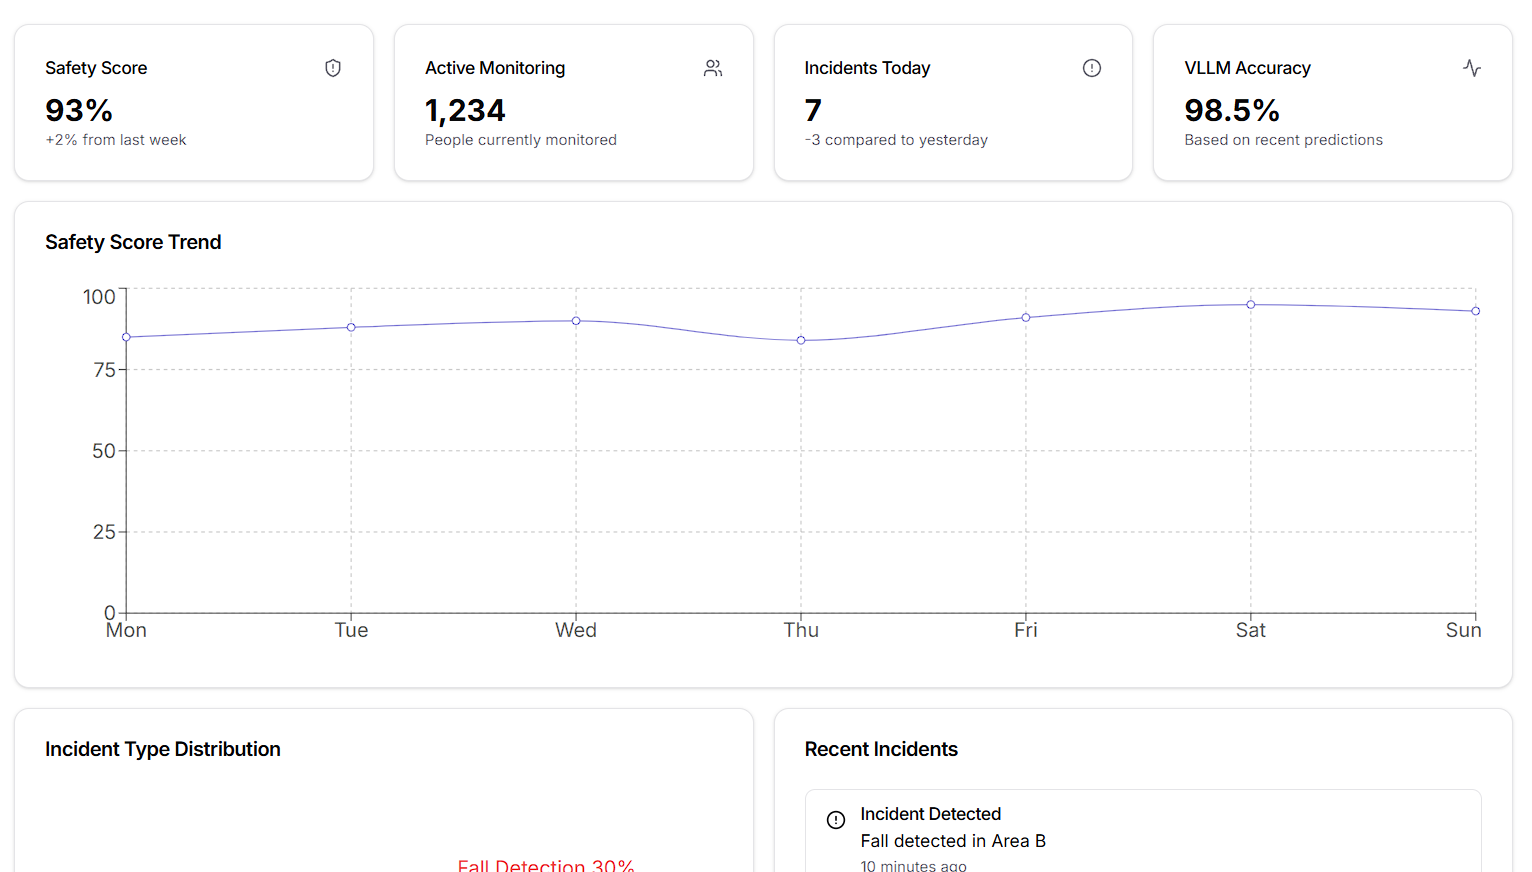 Safety Score
93%
+2% from last week
Active Monitoring
1,234
People currently monitored
Incidents Today
7
-3 compared to yesterday
VLLM Accuracy
98.5%
Based on recent predictions
Safety Score Trend
100
75
50
25
0
Mon Tue Wed Thu Fri Sat Sun
Incident Type Distribution
Fall Detection 30%
Recent Incidents
Incident Detected
Fall detected in Area B
10 minutes ago